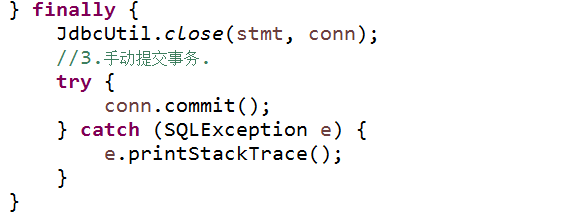 } finally {
    JdbcUtil.close(stmt, conn);
    //3.手动提交事务.
    try {
        conn.commit();
    } catch (SQLException e) {
        e.printStackTrace();
    }
}